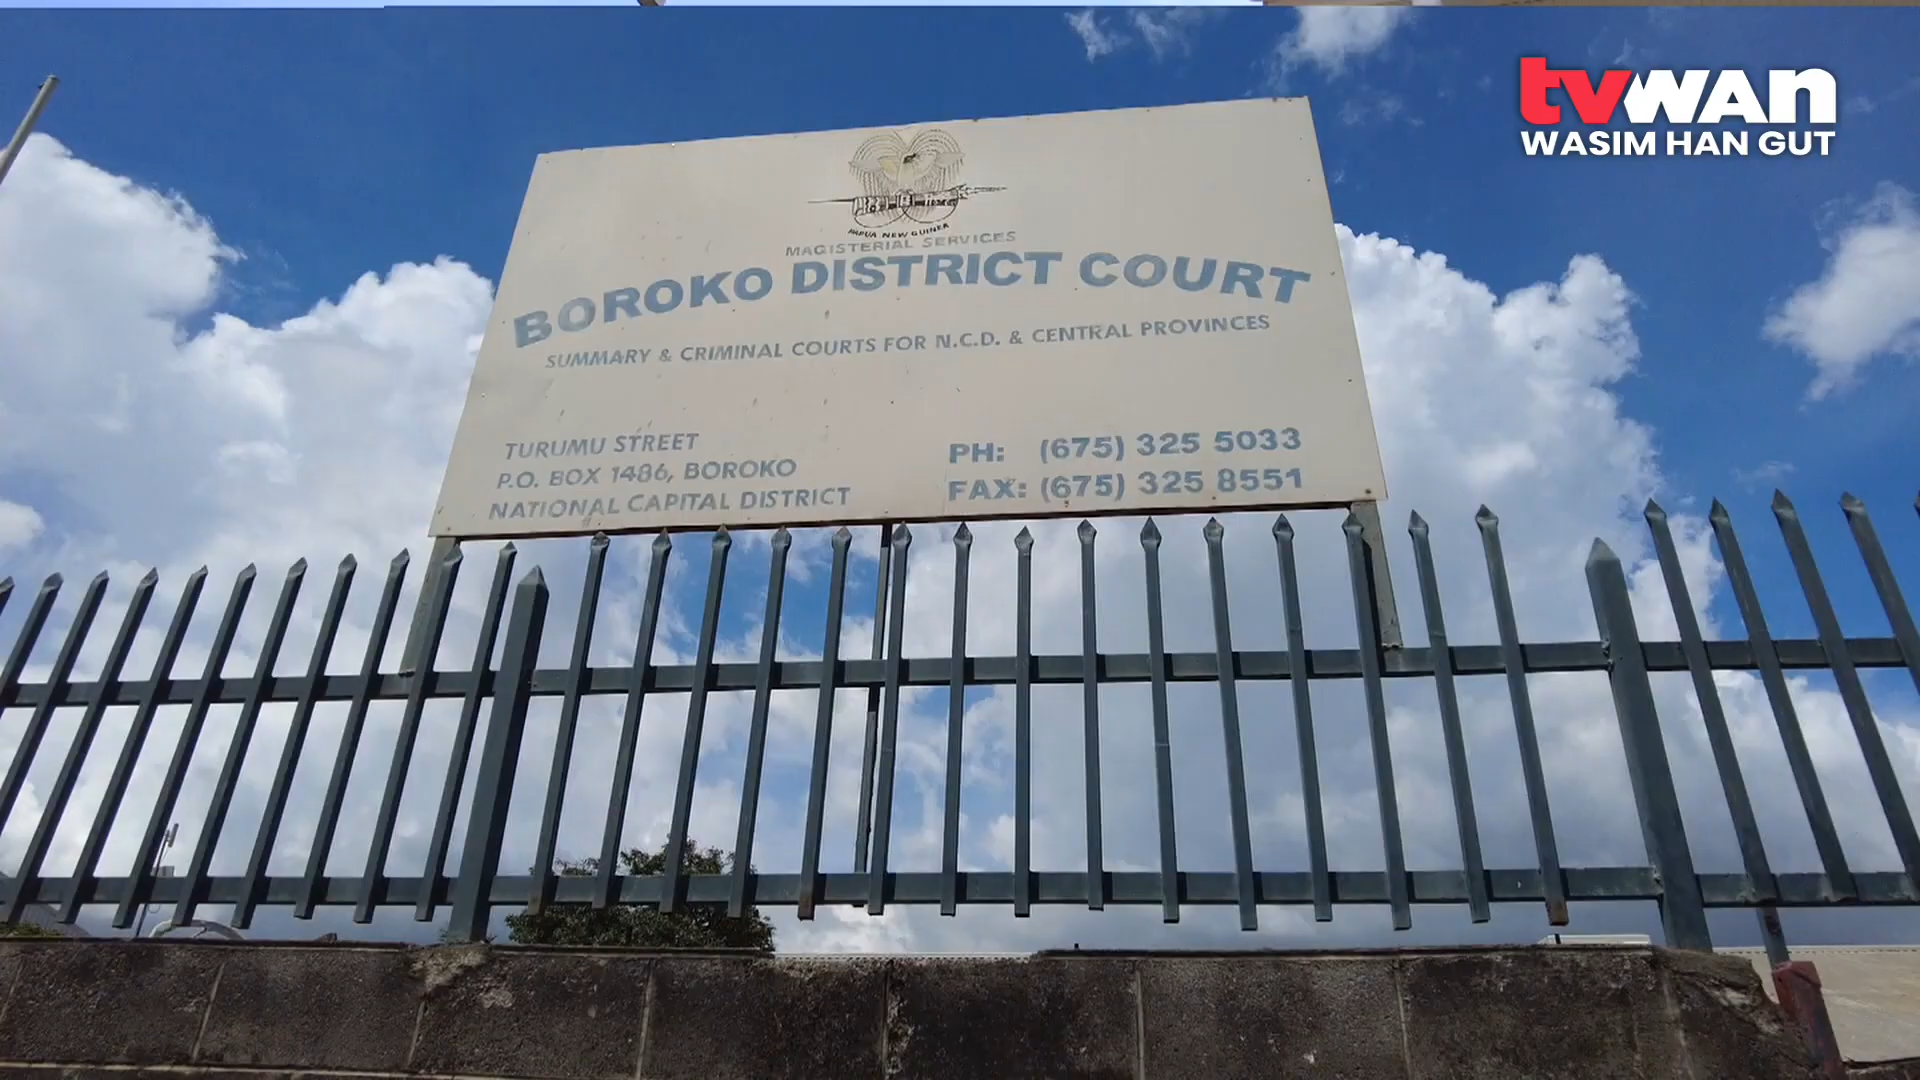 tvwan
WASIM HAN GUT
PAPUA NEW GUINEA
MAGISTERIAL SERVICES
BOROKO DISTRICT COURT
SUMMARY & CRIMINAL COURTS FOR N.C.D. & CENTRAL PROVINCES
TURUMU STREET
P.O. BOX 1486, BOROKO
NATIONAL CAPITAL DISTRICT
PH: (675) 325 5033
FAX: (675) 325 8551